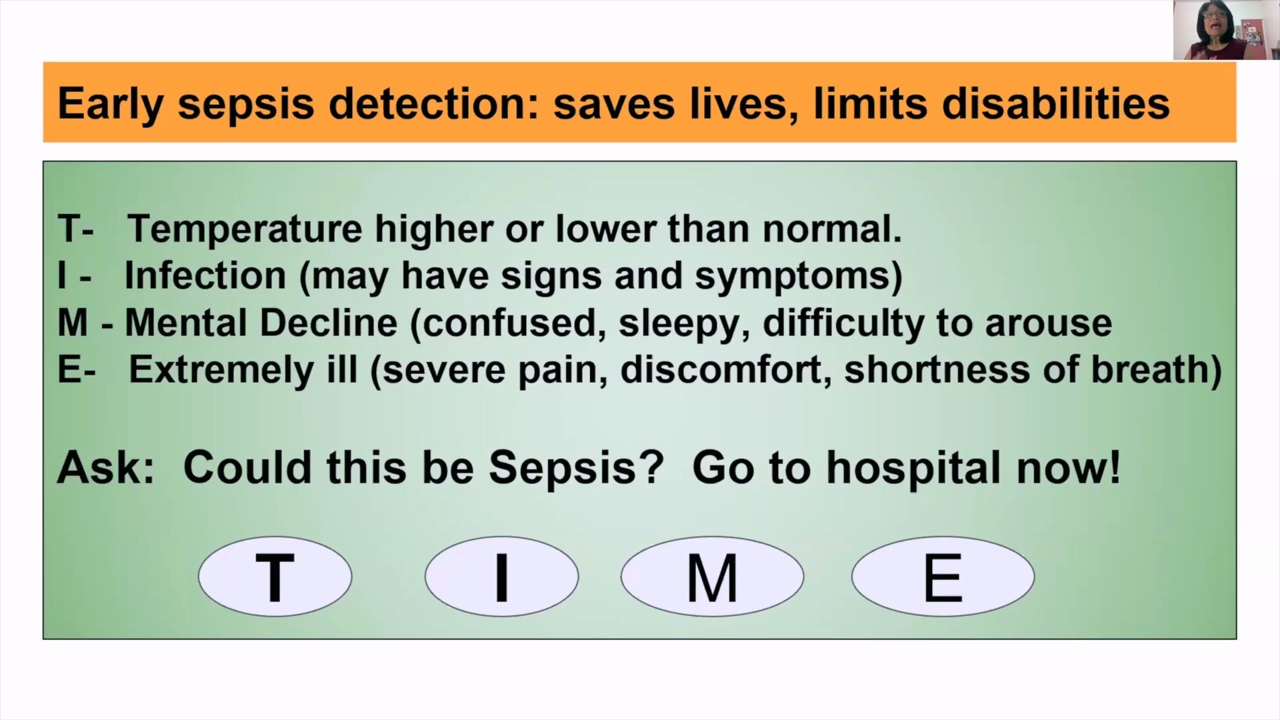 Early sepsis detection: saves lives, limits disabilities
T- Temperature higher or lower than normal.
I - Infection (may have signs and symptoms)
M - Mental Decline (confused, sleepy, difficulty to arouse
E- Extremely ill (severe pain, discomfort, shortness of breath)
Ask: Could this be Sepsis? Go to hospital now!
T I M E